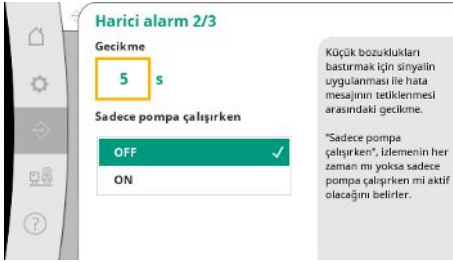 Harici alarm 2/3
Gecikme
5 s
Sadece pompa çalışırken
OFF
ON
Küçük bozuklukları
bastırmak için sinyalin
uygulanması ile hata
mesajının tetiklenmesi
arasındaki gecikme.
"Sadece pompa
çalışırken", izlemenin her
zaman mı yoksa sadece
pompa çalışırken mi aktif
olacağını belirler.